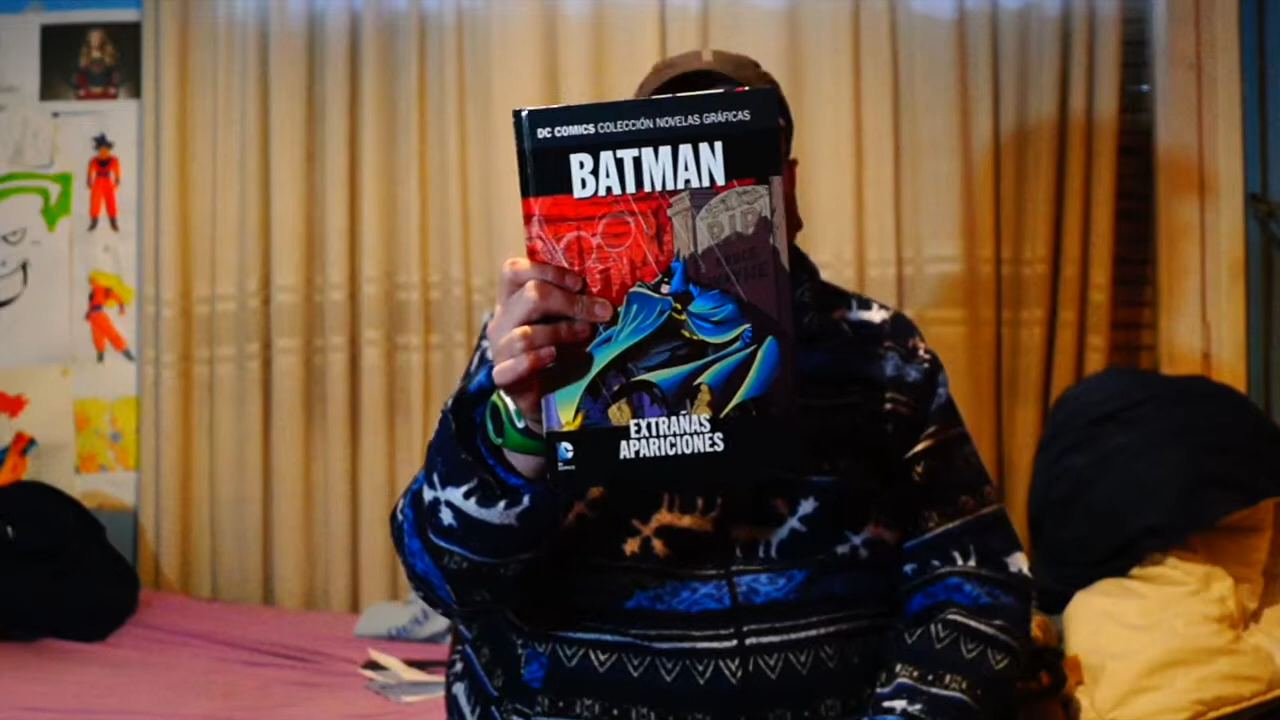 DC COMICS COLECCIÓN NOVELAS GRÁFICAS
BATMAN
RIP
EXTRAÑAS
APARICIONES